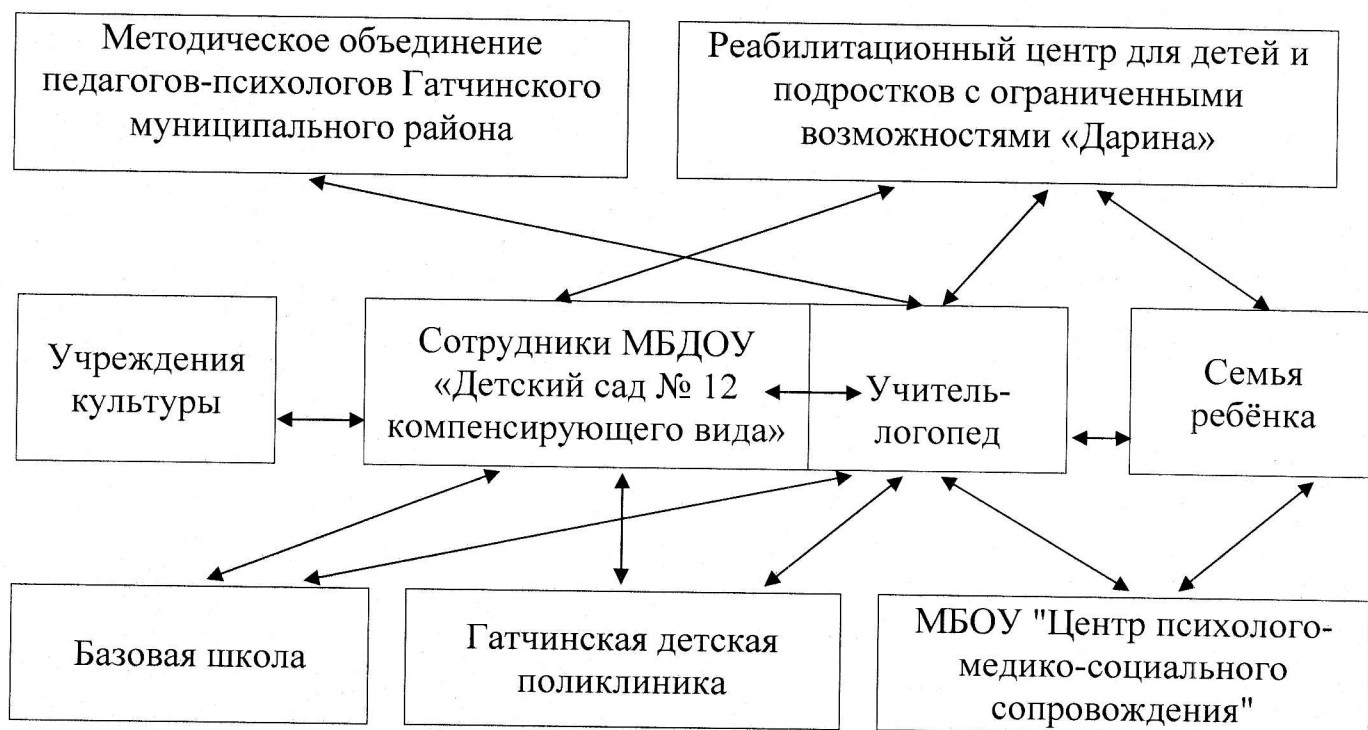 Методическое объединение
педагогов-психологов Гатчинского
муниципального района
Реабилитационный центр для детей и
подростков с ограниченными
возможностями «Дарина»
Учреждения
культуры
Сотрудники МБДОУ
«Детский сад № 12
компенсирующего вида»
Учитель-
логопед
Семья
ребёнка
Базовая школа
Гатчинская детская
поликлиника
МБОУ "Центр психолого-
медико-социального
сопровождения"